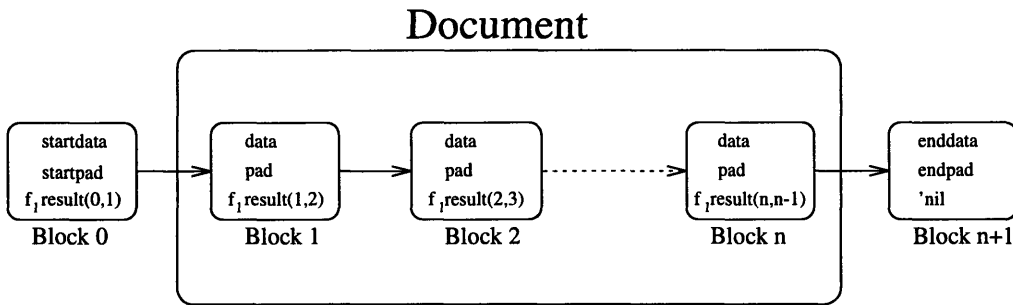 Document
startdata
startpad
f1result(0,1)
Block 0
data
pad
f1result(1,2)
Block 1
data
pad
f1result(2,3)
Block 2
data
pad
f1result(n,n-1)
Block n
enddata
endpad
'nil
Block n+1